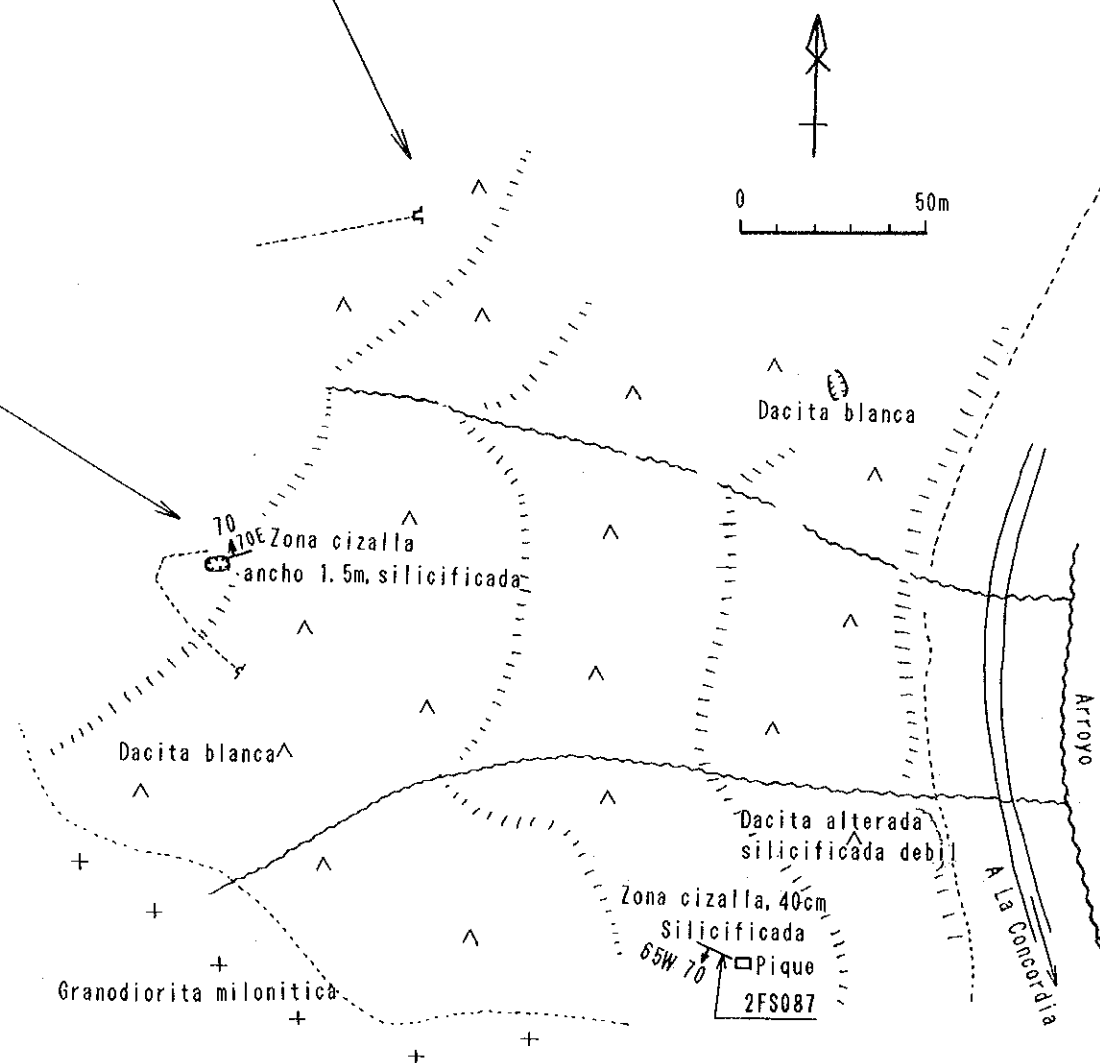 0 50m
Dacita blanca
70
70E Zona cizalla
ancho 1.5m, silicificada
Arroyo
Dacita blanca
Dacita alterada
silicificada debil
Zona cizalla, 40cm
Silicificada
65W 70
Pique
2FS087
A La Concordia
Granodiorita milonitica